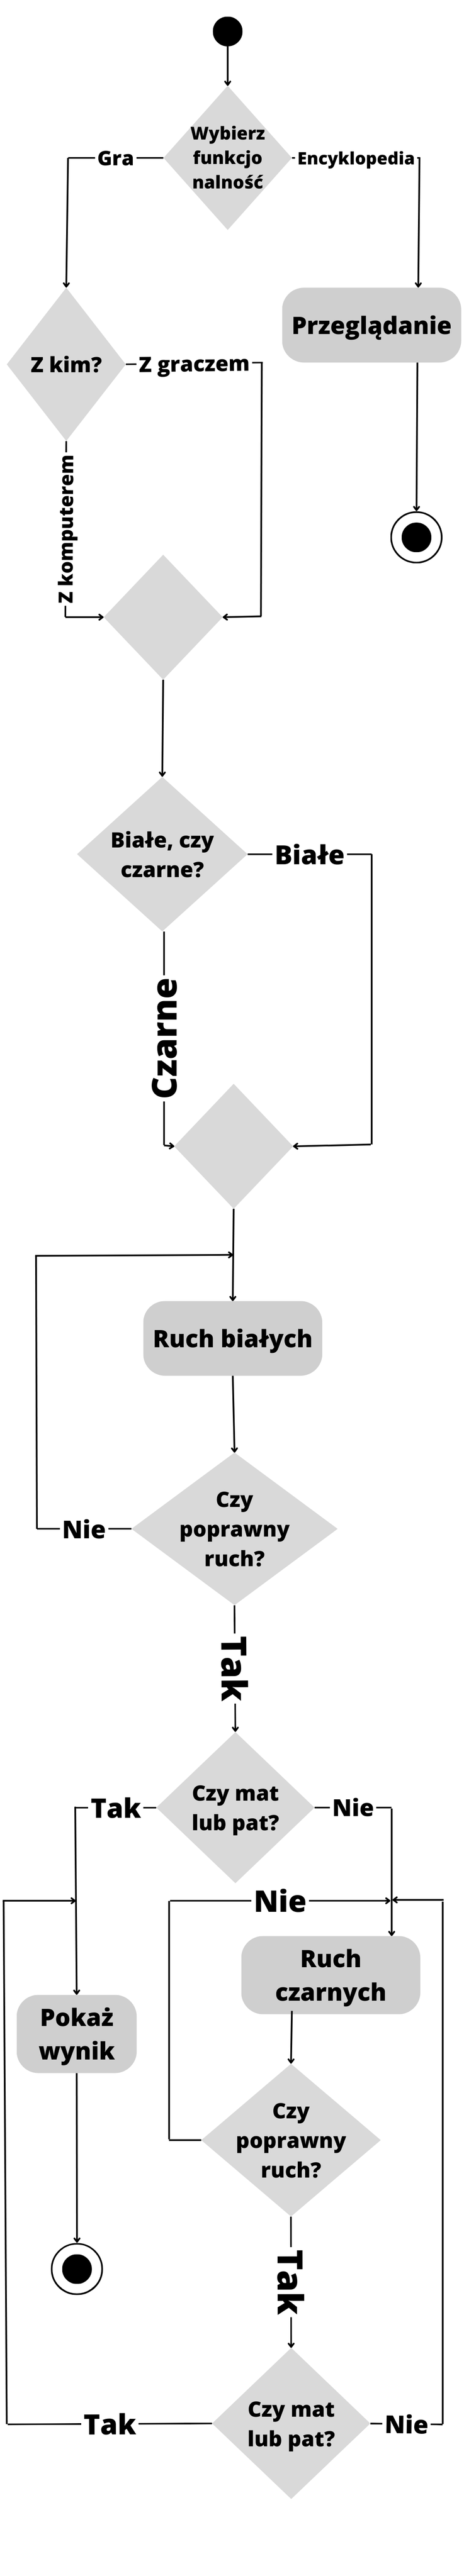 Wybierz
funkcjo
nalność
Gra
Encyklopedia
Przeglądanie
Z kim?
Z graczem
Z komputerem
Białe, czy
czarne?
Białe
Czarne
Ruch białych
Czy
poprawny
ruch?
Nie
Tak
Czy mat
lub pat?
Tak
Nie
Nie
Ruch
czarnych
Pokaż
wynik
Czy
poprawny
ruch?
Tak
Czy mat
lub pat?
Tak
Nie